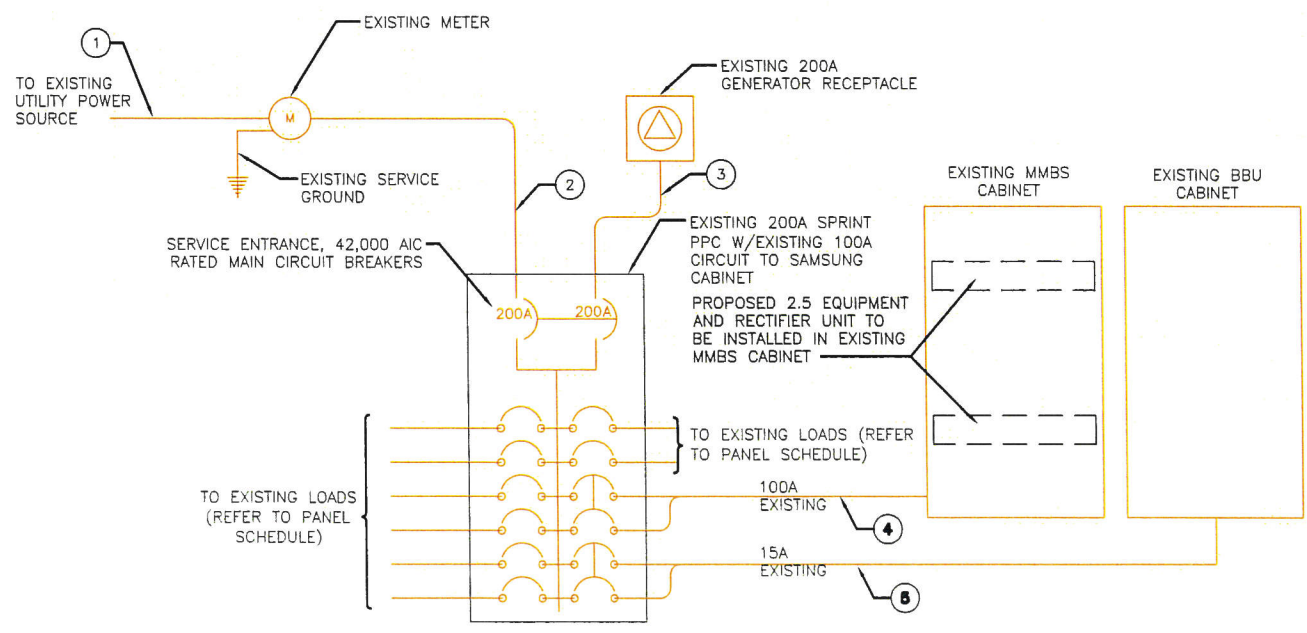 EXISTING METER
1
TO EXISTING
UTILITY POWER
SOURCE
M
EXISTING SERVICE
GROUND
2
EXISTING 200A
GENERATOR RECEPTACLE
3
SERVICE ENTRANCE, 42,000 AIC
RATED MAIN CIRCUIT BREAKERS
EXISTING 200A SPRINT
PPC W/EXISTING 100A
CIRCUIT TO SAMSUNG
CABINET
EXISTING MMBS
CABINET
EXISTING BBU
CABINET
200A
200A
PROPOSED 2.5 EQUIPMENT
AND RECTIFIER UNIT TO
BE INSTALLED IN EXISTING
MMBS CABINET
TO EXISTING LOADS (REFER
TO PANEL SCHEDULE)
TO EXISTING LOADS
(REFER TO PANEL
SCHEDULE)
100A
EXISTING
4
15A
EXISTING
5